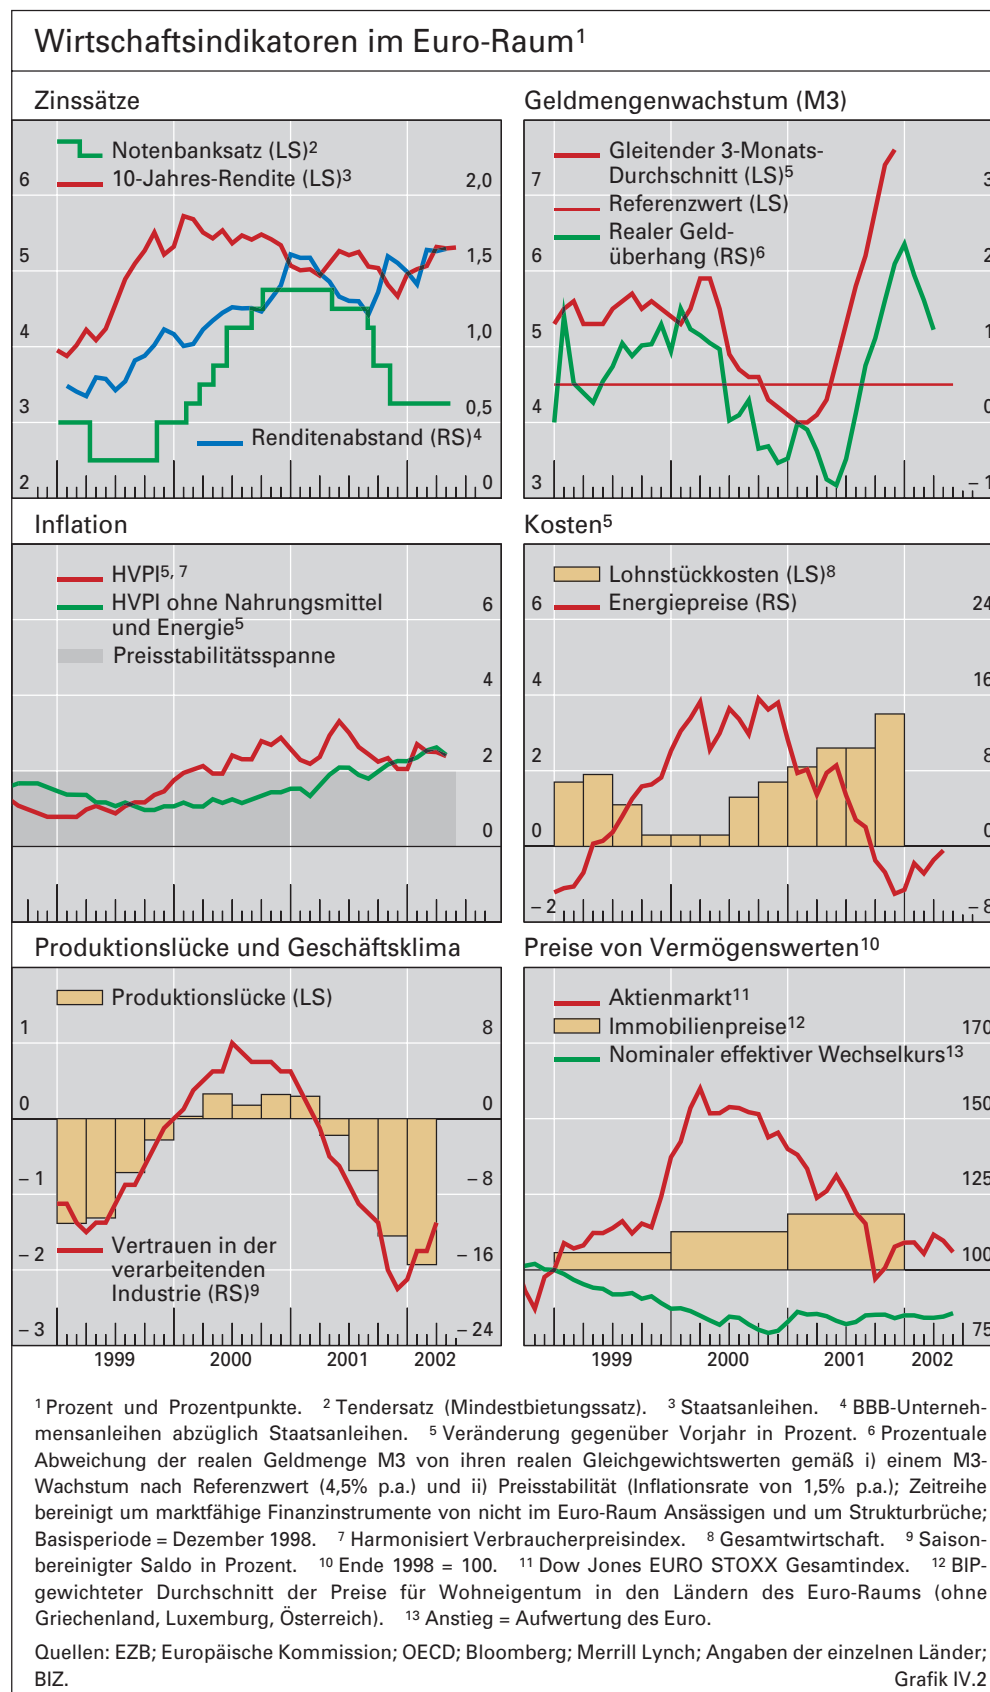 Wirtschaftsindikatoren im Euro-Raum¹
Zinssätze
Notenbanksatz (LS)²
10-Jahres-Rendite (LS)³
6
2,0
5
1,5
4
1,0
3
0,5
Renditenabstand (RS)⁴
2
0
Geldmengenwachstum (M3)
Gleitender 3-Monats-
Durchschnitt (LS)⁵
Referenzwert (LS)
Realer Geld-
überhang (RS)⁶
7
3
6
2
5
1
4
0
3
– 1
Inflation
HVPI⁵, ⁷
HVPI ohne Nahrungsmittel
und Energie⁵
Preisstabilitätsspanne
6
4
2
0
Kosten⁵
Lohnstückkosten (LS)⁸
Energiepreise (RS)
6
24
4
16
2
8
0
0
– 2
– 8
Produktionslücke und Geschäftsklima
Produktionslücke (LS)
1
8
0
0
– 1
– 8
– 2
– 16
Vertrauen in der
verarbeitenden
Industrie (RS)⁹
– 3
– 24
1999
2000
2001
2002
Preise von Vermögenswerten¹⁰
Aktienmarkt¹¹
Immobilienpreise¹²
Nominaler effektiver Wechselkurs¹³
170
150
125
100
75
1999
2000
2001
2002
¹ Prozent und Prozentpunkte. ² Tendersatz (Mindestbietungssatz). ³ Staatsanleihen. ⁴ BBB-Unterneh-
mensanleihen abzüglich Staatsanleihen. ⁵ Veränderung gegenüber Vorjahr in Prozent. ⁶ Prozentuale
Abweichung der realen Geldmenge M3 von ihren realen Gleichgewichtswerten gemäß i) einem M3-
Wachstum nach Referenzwert (4,5% p.a.) und ii) Preisstabilität (Inflationsrate von 1,5% p.a.); Zeitreihe
bereinigt um marktfähige Finanzinstrumente von nicht im Euro-Raum Ansässigen und um Strukturbrüche;
Basisperiode = Dezember 1998. ⁷ Harmonisiert Verbraucherpreisindex. ⁸ Gesamtwirtschaft. ⁹ Saison-
bereinigter Saldo in Prozent. ¹⁰ Ende 1998 = 100. ¹¹ Dow Jones EURO STOXX Gesamtindex. ¹² BIP-
gewichteter Durchschnitt der Preise für Wohneigentum in den Ländern des Euro-Raums (ohne
Griechenland, Luxemburg, Österreich). ¹³ Anstieg = Aufwertung des Euro.
Quellen: EZB; Europäische Kommission; OECD; Bloomberg; Merrill Lynch; Angaben der einzelnen Länder;
BIZ. Grafik IV.2